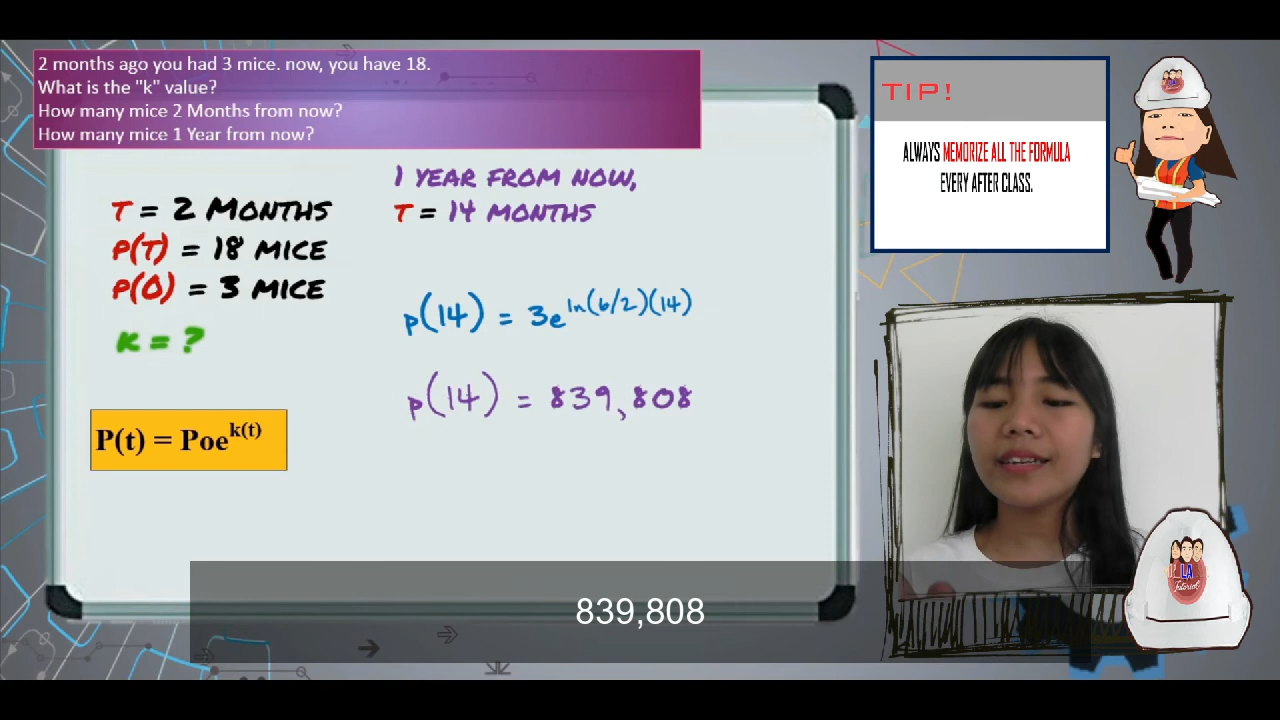 2 months ago you had 3 mice. now, you have 18.
What is the "k" value?
How many mice 2 Months from now?
How many mice 1 Year from now?
T = 2 MONTHS
P(T) = 18 MICE
P(0) = 3 MICE
K = ?
P(t) = Poe^k(t)
1 YEAR FROM NOW,
T = 14 MONTHS
p(14) = 3e^ln(6/2)(14)
p(14) = 839,808
TIP!
ALWAYS MEMORIZE ALL THE FORMULA
EVERY AFTER CLASS.
LA
Tutorial
839,808